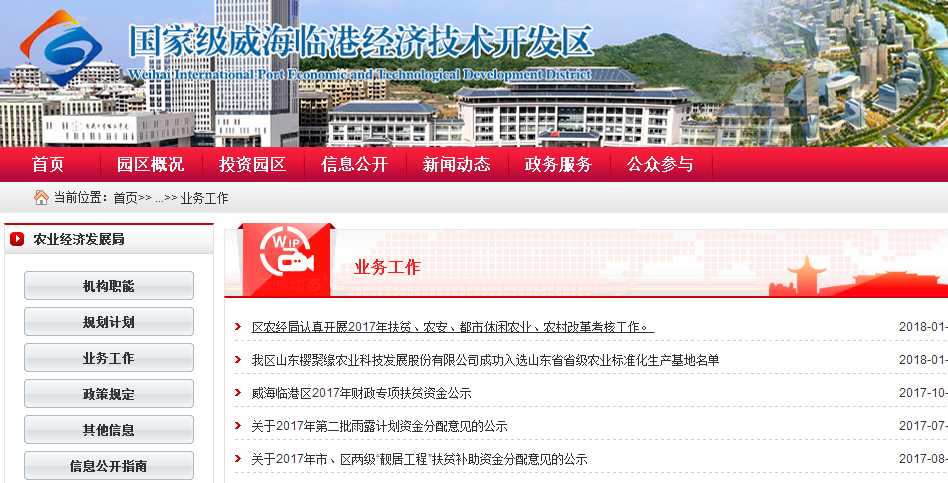 国家级威海临港经济技术开发区
Weihai International Port Economic and Technological Development District
首页 园区概况 投资园区 信息公开 新闻动态 政务服务 公众参与
当前位置：首页>> ...>> 业务工作
农业经济发展局
机构职能
规划计划
业务工作
政策规定
其他信息
信息公开指南
WIP
业务工作
区农经局认真开展2017年扶贫、农安、都市休闲农业、农村改革考核工作。 2018-01-
我区山东樱聚缘农业科技发展股份有限公司成功入选山东省省级农业标准化生产基地名单 2018-01-
威海临港区2017年财政专项扶贫资金公示 2017-10-
关于2017年第二批雨露计划资金分配意见的公示 2017-07-
关于2017年市、区两级“靓居工程”扶贫补助资金分配意见的公示 2017-08-